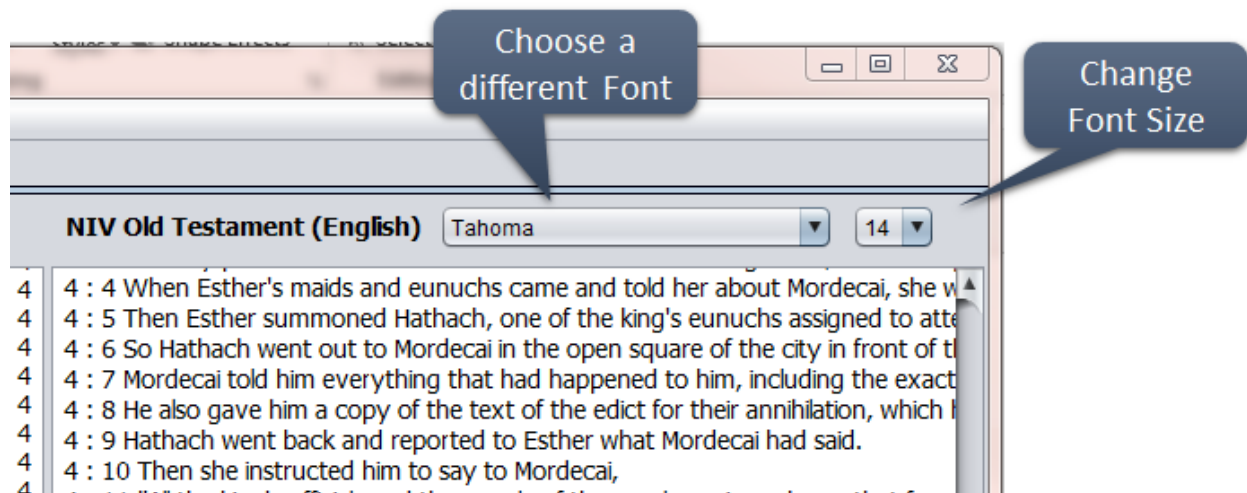 Choose a
different Font
Change
Font Size
NIV Old Testament (English) Tahoma 14
4 4 : 4 When Esther's maids and eunuchs came and told her about Mordecai, she
4 4 : 5 Then Esther summoned Hathach, one of the king's eunuchs assigned to
4 4 : 6 So Hathach went out to Mordecai in the open square of the city in front of
4 4 : 7 Mordecai told him everything that had happened to him, including the exact
4 4 : 8 He also gave him a copy of the text of the edict for their annihilation, which
4 4 : 9 Hathach went back and reported to Esther what Mordecai had said.
4 4 : 10 Then she instructed him to say to Mordecai,
4